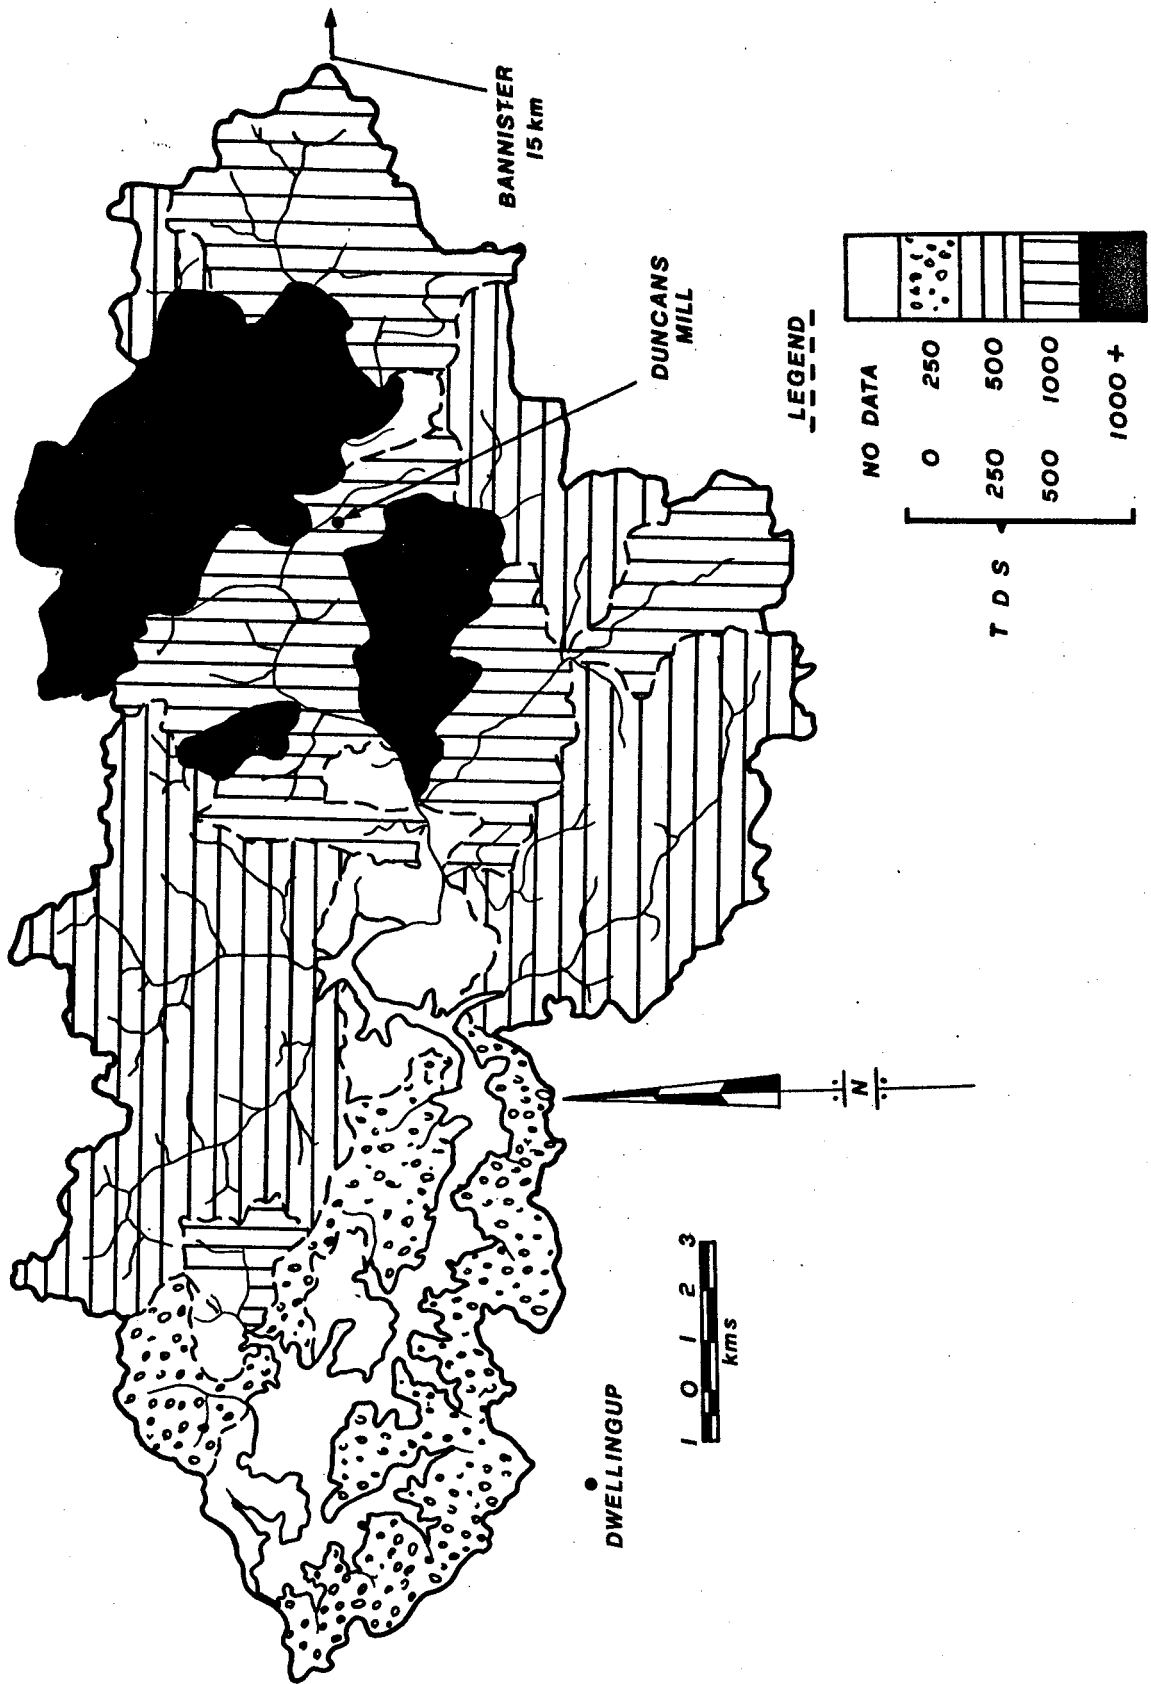 BANNISTER
15 km
DUNCANS
MILL
LEGEND
NO DATA
0 250
250 500
500 1000
1000 +
T D S
N
1 0 1 2 3
kms
DWELLINGUP